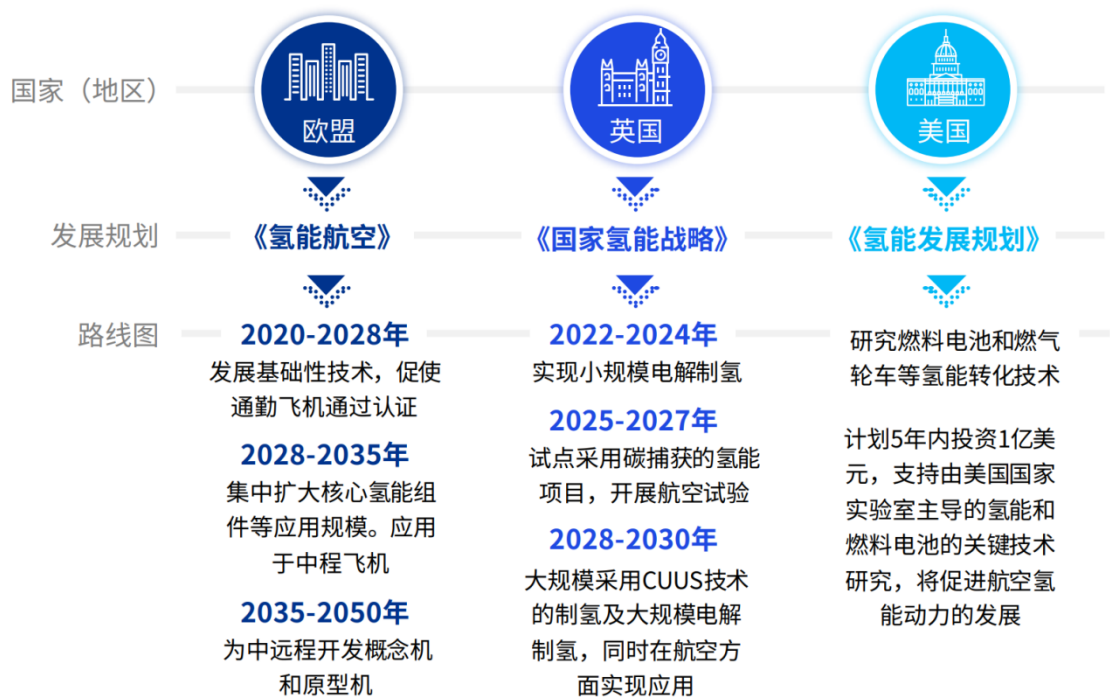 国家（地区）
欧盟
英国
美国
发展规划
《氢能航空》
《国家氢能战略》
《氢能发展规划》
路线图
2020-2028年
发展基础性技术，促使
通勤飞机通过认证
2028-2035年
集中扩大核心氢能组
件等应用规模。应用
于中程飞机
2035-2050年
为中远程开发概念机
和原型机
2022-2024年
实现小规模电解制氢
2025-2027年
试点采用碳捕获的氢能
项目，开展航空试验
2028-2030年
大规模采用CUUS技术
的制氢及大规模电解
制氢，同时在航空方
面实现应用
研究燃料电池和燃气
轮车等氢能转化技术
计划5年内投资1亿美
元，支持由美国国家
实验室主导的氢能和
燃料电池的关键技术
研究，将促进航空氢
能动力的发展